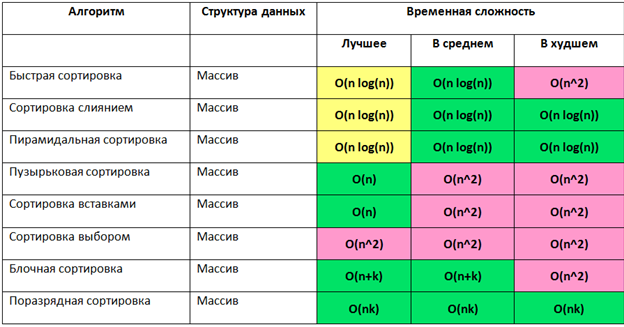 Алгоритм Структура данных Временная сложность
Лучшее В среднем В худшем
Быстрая сортировка Массив O(n log(n)) O(n log(n)) O(n^2)
Сортировка слиянием Массив O(n log(n)) O(n log(n)) O(n log(n))
Пирамидальная сортировка Массив O(n log(n)) O(n log(n)) O(n log(n))
Пузырьковая сортировка Массив O(n) O(n^2) O(n^2)
Сортировка вставками Массив O(n) O(n^2) O(n^2)
Сортировка выбором Массив O(n^2) O(n^2) O(n^2)
Блочная сортировка Массив O(n+k) O(n+k) O(n^2)
Поразрядная сортировка Массив O(nk) O(nk) O(nk)